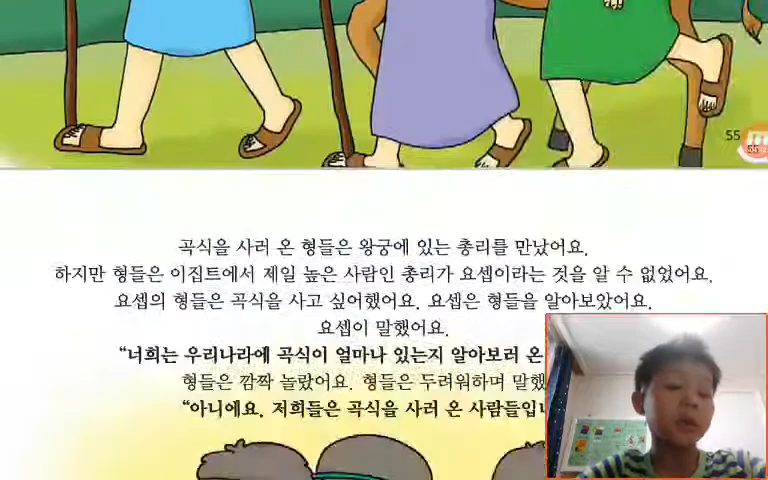 55
곡식을 사러 온 형들은 왕궁에 있는 총리를 만났어요.
하지만 형들은 이집트에서 제일 높은 사람인 총리가 요셉이라는 것을 알 수 없었어요.
요셉의 형들은 곡식을 사고 싶어했어요. 요셉은 형들을 알아보았어요.
요셉이 말했어요.
“너희는 우리나라에 곡식이 얼마나 있는지 알아보러 온
형들은 깜짝 놀랐어요. 형들은 두려워하며 말했
“아니에요. 저희들은 곡식을 사러 온 사람들입니